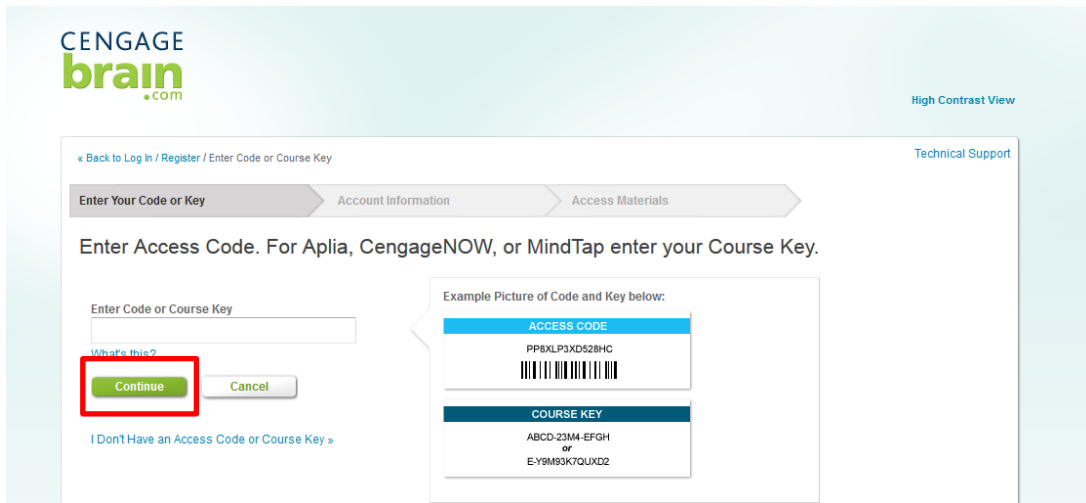 CENGAGE
brain
.com
High Contrast View
« Back to Log In / Register / Enter Code or Course Key
Technical Support
Enter Your Code or Key
Account Information
Access Materials
Enter Access Code. For Aplia, CengageNOW, or MindTap enter your Course Key.
Enter Code or Course Key
What's this?
Continue
Cancel
I Don't Have an Access Code or Course Key »
Example Picture of Code and Key below:
ACCESS CODE
PP8XLP3XD528HC
COURSE KEY
ABCD-23M4-EFGH
or
E-Y9M93K7QUXD2